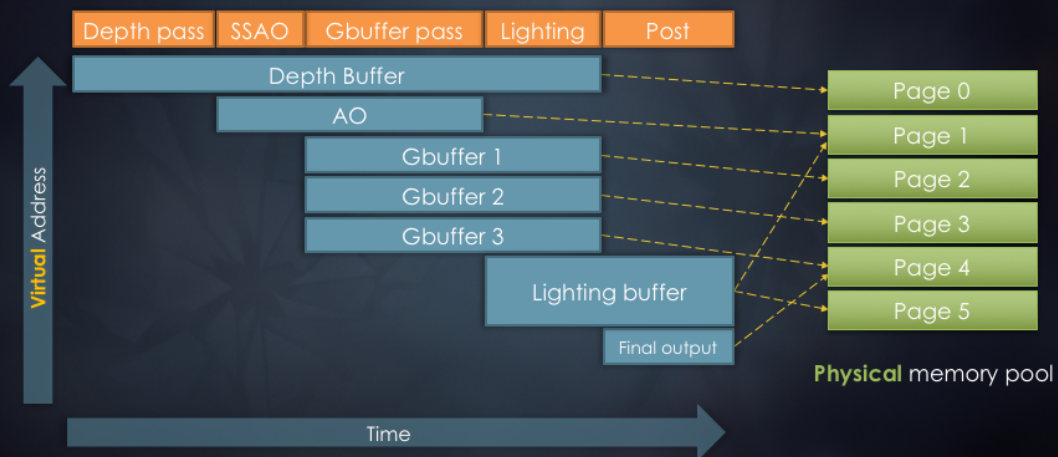 Depth pass
SSAO
Gbuffer pass
Lighting
Post
Depth Buffer
AO
Gbuffer 1
Gbuffer 2
Gbuffer 3
Lighting buffer
Final output
Virtual Address
Time
Page 0
Page 1
Page 2
Page 3
Page 4
Page 5
Physical memory pool